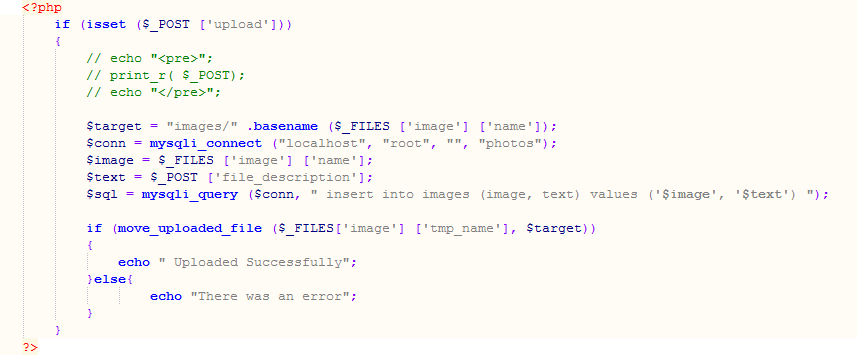 <?php
if (isset ($_POST ['upload']))
{
// echo "<pre>";
// print_r( $_POST);
// echo "</pre>";
$target = "images/" .basename ($_FILES ['image'] ['name']);
$conn = mysqli_connect ("localhost", "root", "", "photos");
$image = $_FILES ['image'] ['name'];
$text = $_POST ['file_description'];
$sql = mysqli_query ($conn, " insert into images (image, text) values ('$image', '$text') ");
if (move_uploaded_file ($_FILES['image'] ['tmp_name'], $target))
{
echo " Uploaded Successfully";
}else{
echo "There was an error";
}
}
?>